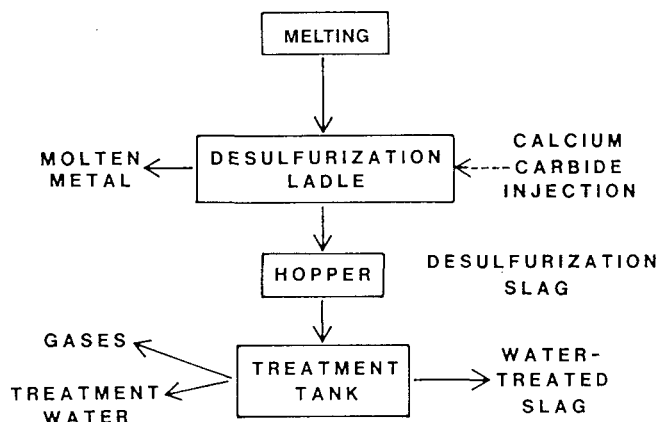 MELTING
MOLTEN
METAL
DESULFURIZATION
LADLE
CALCIUM
CARBIDE
INJECTION
HOPPER
DESULFURIZATION
SLAG
GASES
TREATMENT
WATER
TREATMENT
TANK
WATER-
TREATED
SLAG